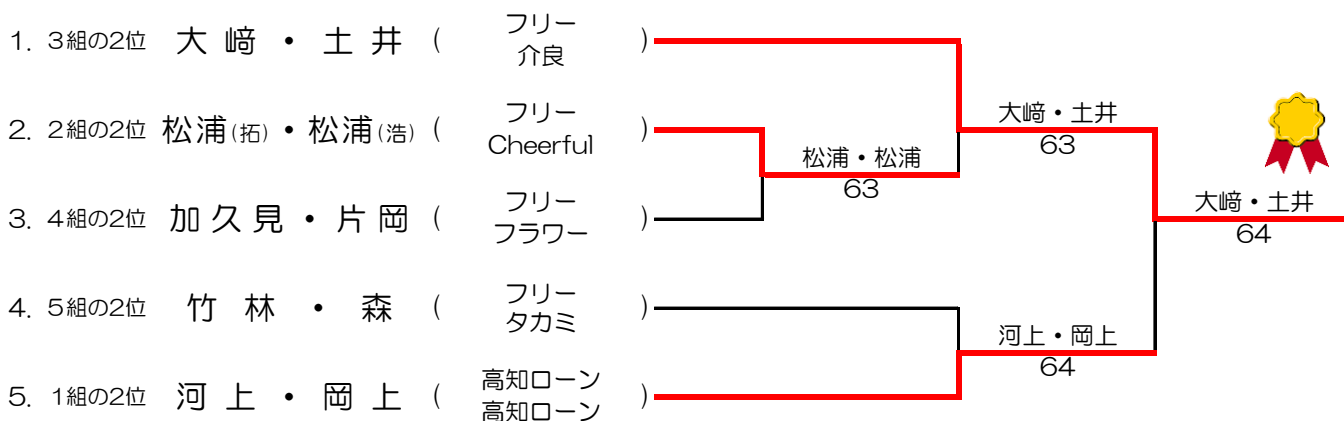 1. 3組の2位 大﨑・土井 ( フリー 介良 )
2. 2組の2位 松浦(拓)・松浦(浩) ( フリー Cheerful )
3. 4組の2位 加久見・片岡 ( フリー フラワー )
4. 5組の2位 竹林・森 ( フリー タカミ )
5. 1組の2位 河上・岡上 ( 高知ローン 高知ローン )
松浦・松浦
63
大﨑・土井
63
河上・岡上
64
大﨑・土井
64